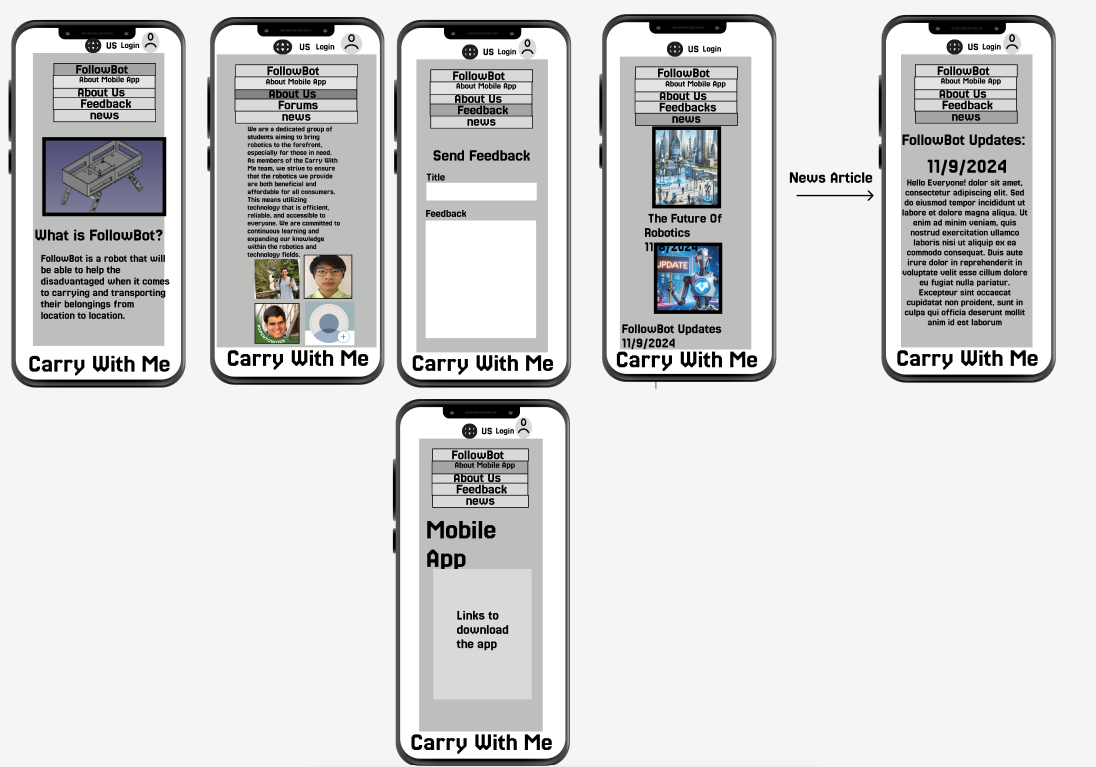 US Login
FollowBot
About Mobile App
About Us
Feedback
news
What is FollowBot?
FollowBot is a robot that will
be able to help the
disadvantaged when it comes
to carrying and transporting
their belongings from
location to location.
Carry With Me
US Login
FollowBot
About Mobile App
About Us
Forums
news
We are a dedicated group of
students aiming to bring
robotics to the forefront,
especially for those in need.
As members of the Carry With
Me team, we strive to ensure
that the robotics we provide
are both beneficial and
affordable for all consumers.
This means utilizing
technology that is efficient,
reliable, and accessible to
everyone. We are committed to
continuous learning and
expanding our knowledge
within the robotics and
technology fields.
Carry With Me
US Login
FollowBot
About Mobile App
About Us
Feedback
news
Send Feedback
Title
Feedback
Carry With Me
US Login
FollowBot
About Mobile App
About Us
Feedbacks
news
The Future Of
Robotics
11/8/2024
UPDATE
FollowBot Updates
11/9/2024
Carry With Me
News Article
US Login
FollowBot
About Mobile App
About Us
Feedback
news
FollowBot Updates:
11/9/2024
Hello Everyone! dolor sit amet,
consectetur adipiscing elit. Sed
do eiusmod tempor incididunt ut
labore et dolore magna aliqua. Ut
enim ad minim veniam, quis
nostrud exercitation ullamco
laboris nisi ut aliquip ex ea
commodo consequat. Duis aute
irure dolor in reprehenderit in
voluptate velit esse cillum dolore
eu fugiat nulla pariatur.
Excepteur sint occaecat
cupidatat non proident, sunt in
culpa qui officia deserunt mollit
anim id est laborum
Carry With Me
US Login
FollowBot
About Mobile App
About Us
Feedback
news
Mobile
App
Links to
download
the app
Carry With Me